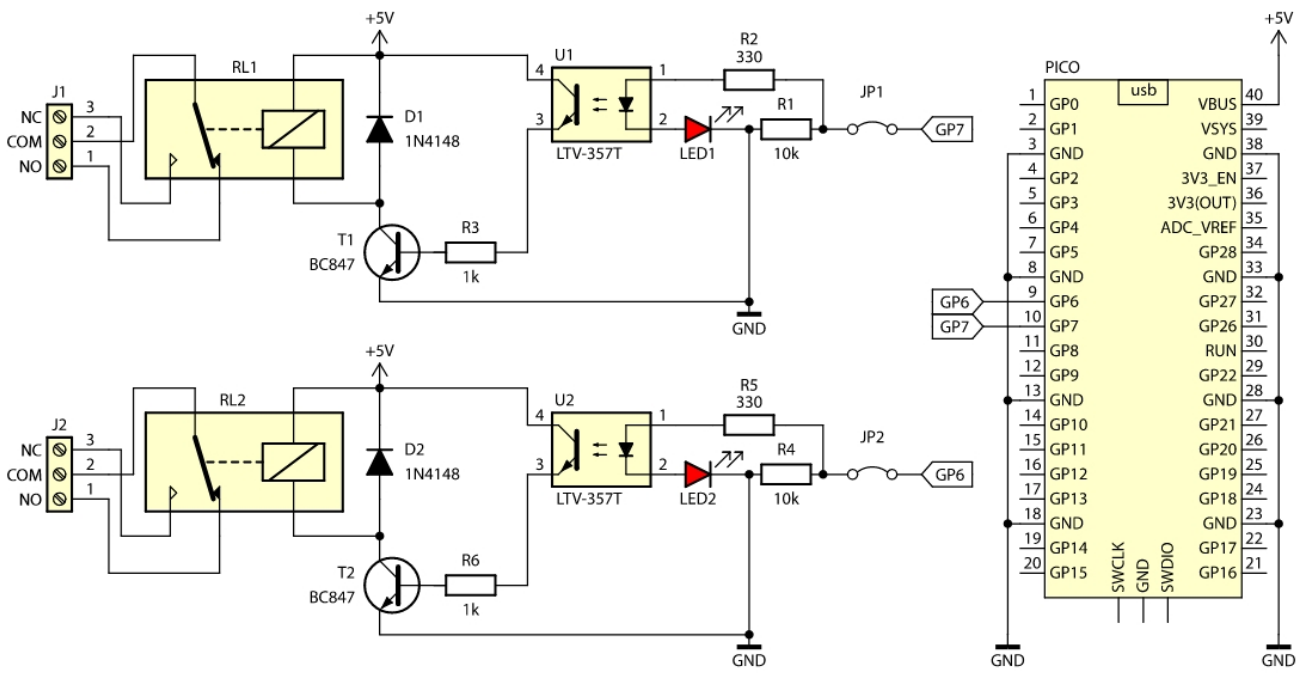 +5V
RL1
J1
NC 3
COM 2
NO 1
D1
1N4148
U1
4
3
1
2
LTV-357T
R2
330
LED1
R1
10k
JP1
GP7
T1
BC847
R3
1k
GND
+5V
RL2
J2
NC 3
COM 2
NO 1
D2
1N4148
U2
4
3
1
2
LTV-357T
R5
330
LED2
R4
10k
JP2
GP6
T2
BC847
R6
1k
GND
+5V
PICO
usb
1 GP0 VBUS 40
2 GP1 VSYS 39
3 GND GND 38
4 GP2 3V3_EN 37
5 GP3 3V3(OUT) 36
6 GP4 ADC_VREF 35
7 GP5 GP28 34
8 GND GND 33
GP6 9 GP6 GP27 32
GP7 10 GP7 GP26 31
11 GP8 RUN 30
12 GP9 GP22 29
13 GND GND 28
14 GP10 GP21 27
15 GP11 GP20 26
16 GP12 GP19 25
17 GP13 GP18 24
18 GND GND 23
19 GP14 GP17 22
20 GP15 GP16 21
SWCLK
GND
SWDIO
GND
GND